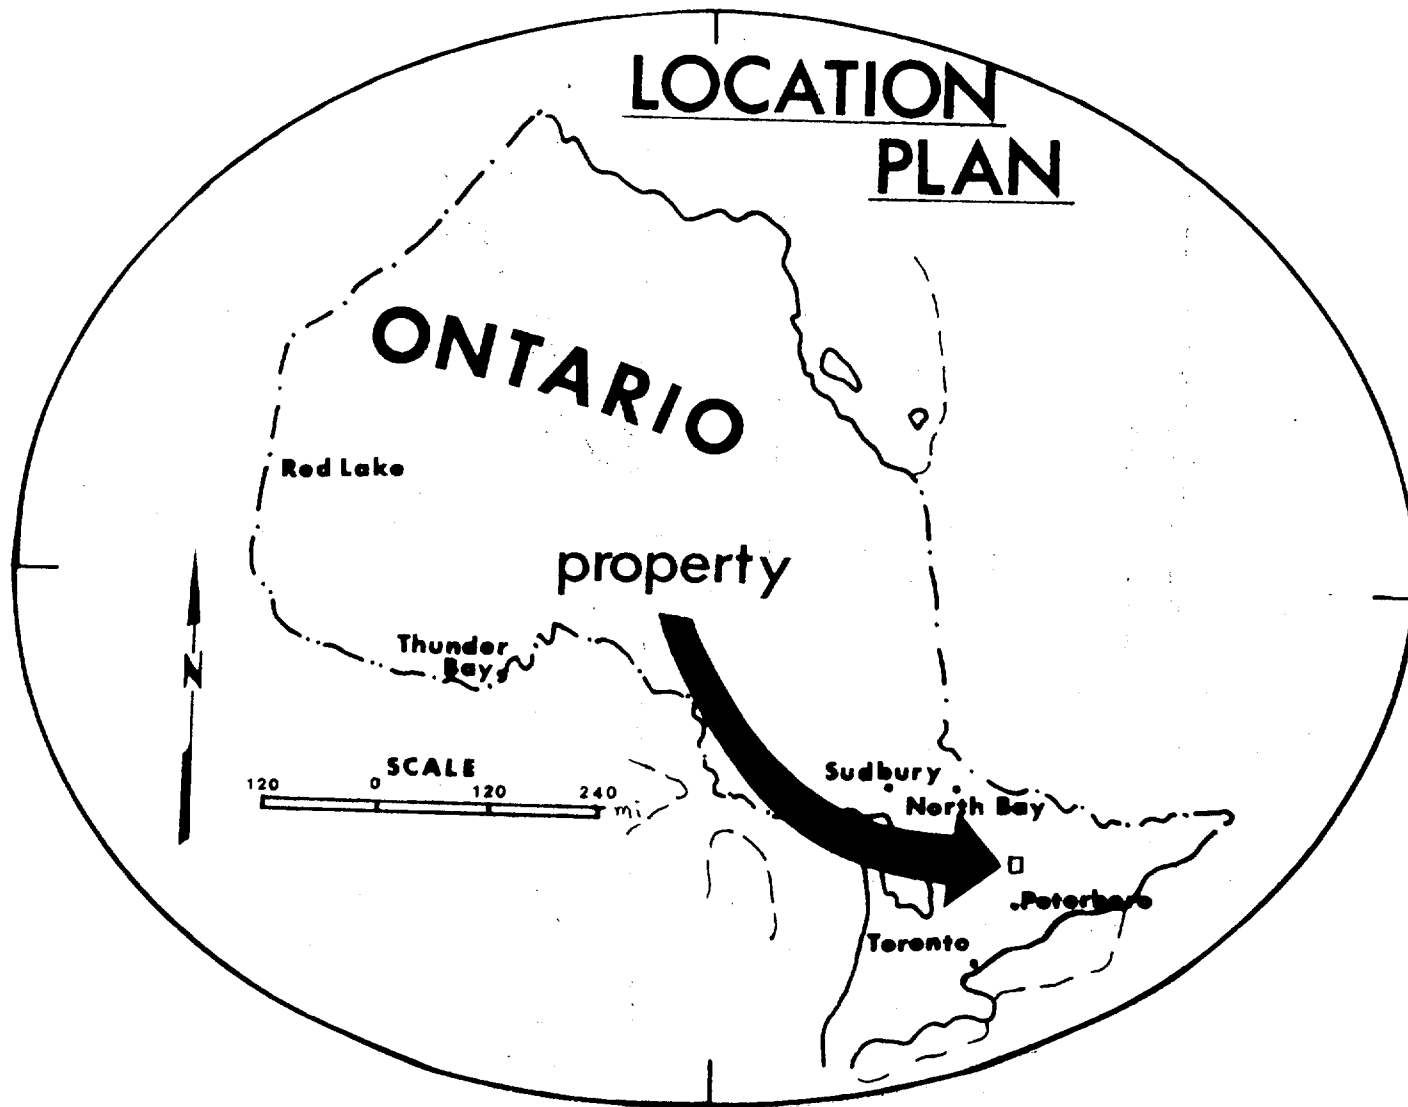 LOCATION
PLAN
ONTARIO
Red Lake
property
Thunder
Bay
N
SCALE
120 0 120 240
mi
Sudbury
North Bay
Peterboro
Toronto